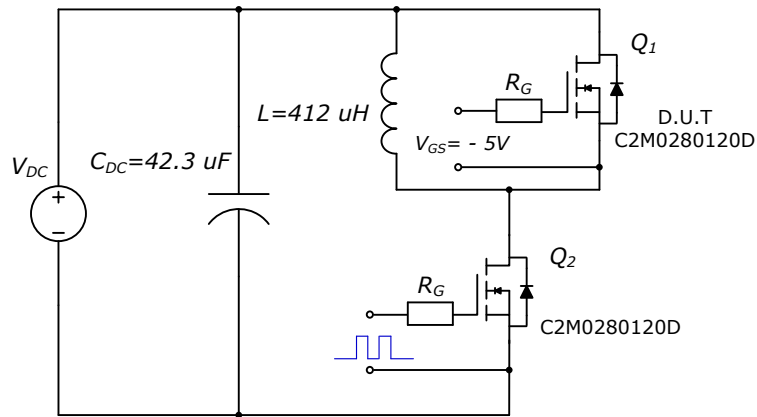 Q1
RG
D.U.T
C2M0280120D
L=412 uH
VGS= - 5V
CDC=42.3 uF
VDC
+
−
Q2
RG
C2M0280120D